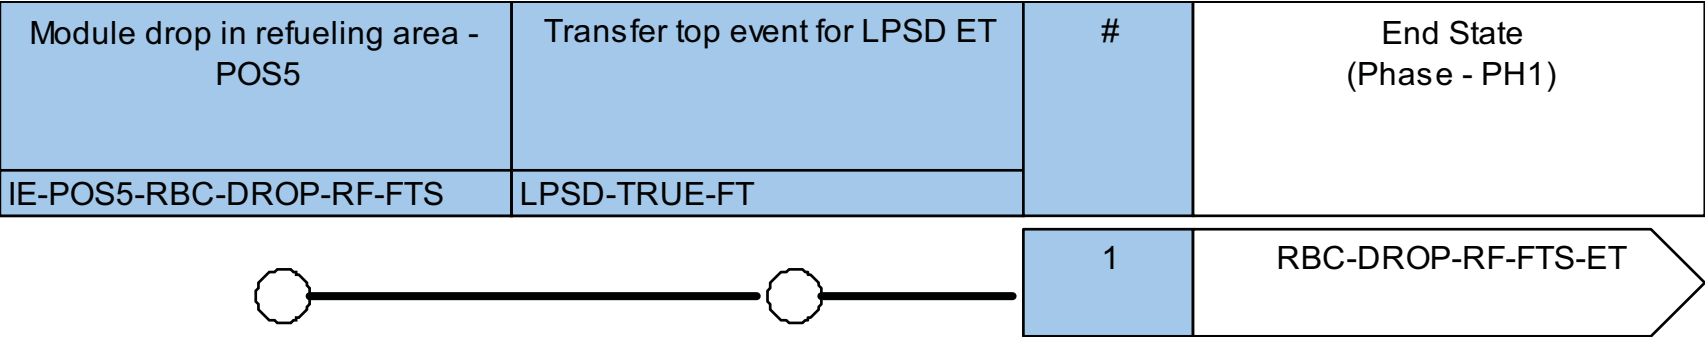 Module drop in refueling area -
POS5
Transfer top event for LPSD ET
#
End State
(Phase - PH1)
IE-POS5-RBC-DROP-RF-FTS
LPSD-TRUE-FT
1
RBC-DROP-RF-FTS-ET